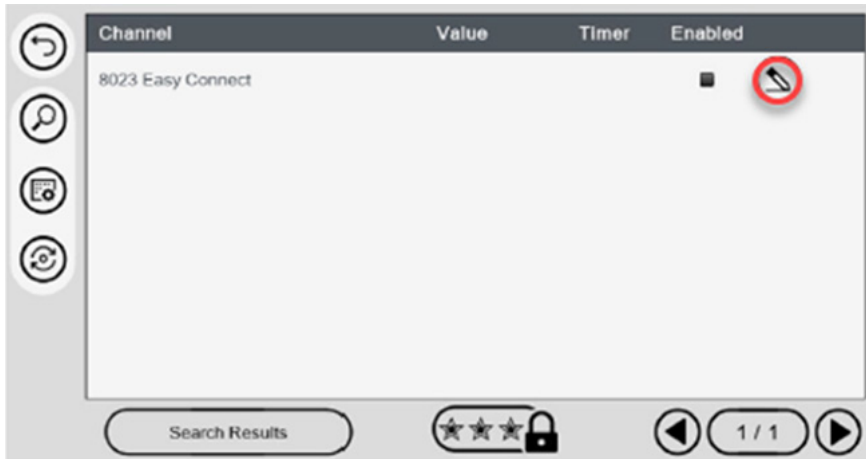 Channel Value Timer Enabled
8023 Easy Connect
Search Results
1 / 1